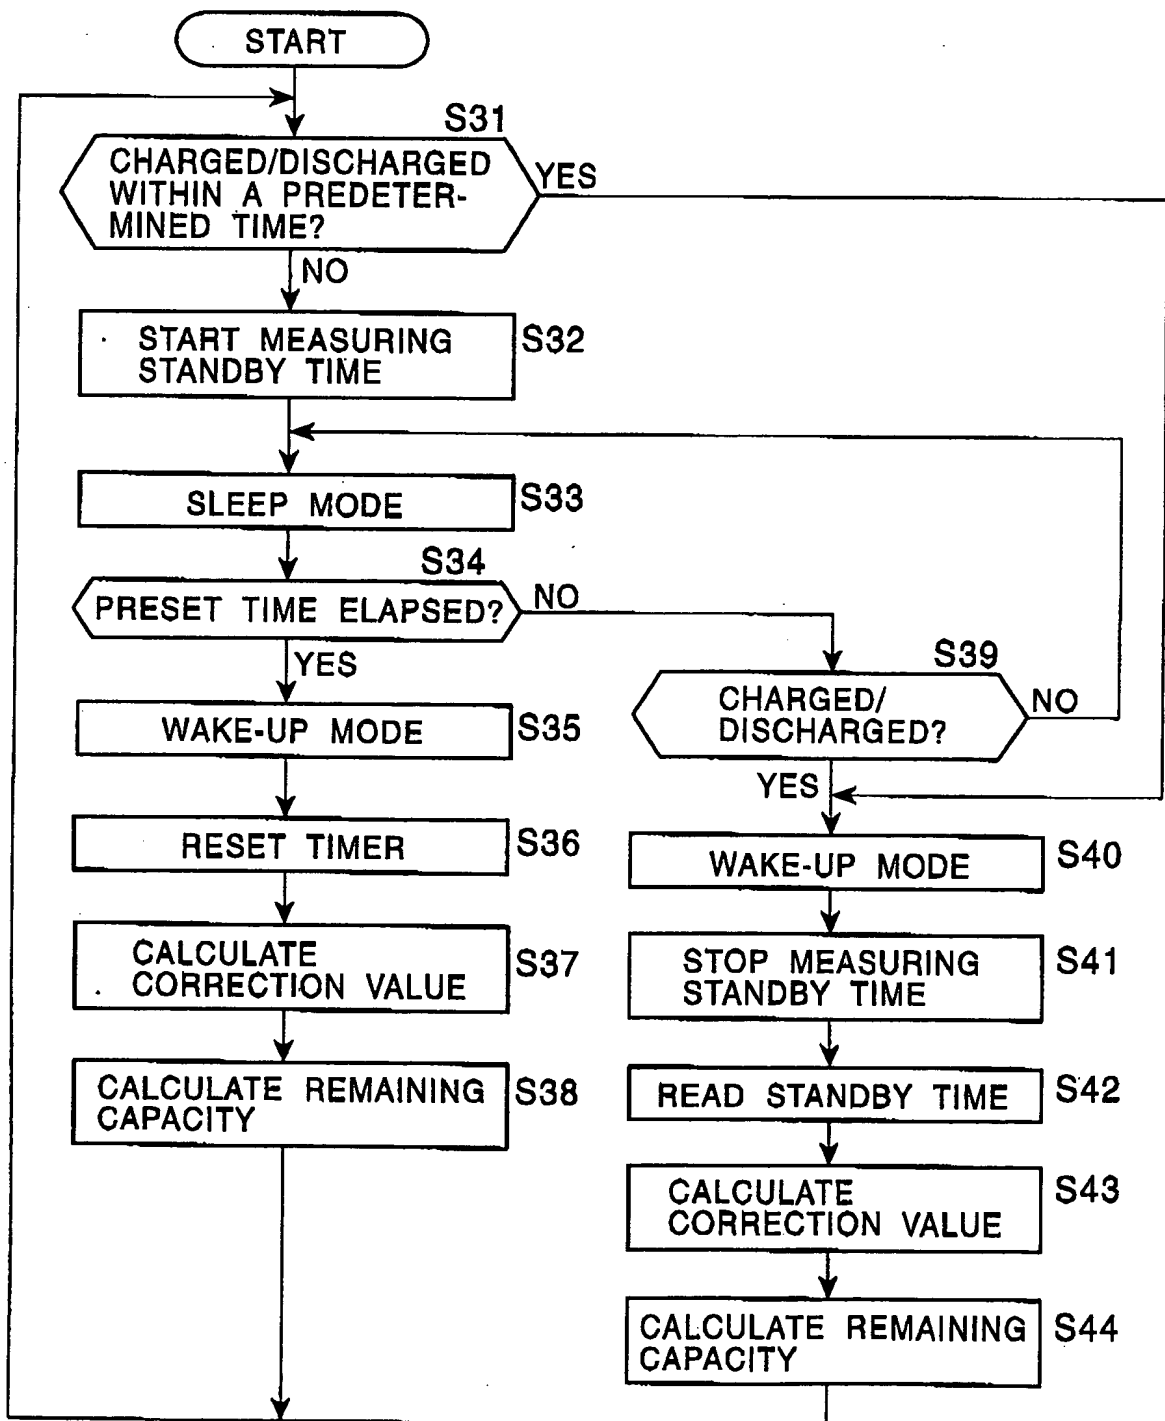 START
S31
CHARGED/DISCHARGED
WITHIN A PREDETER-
MINED TIME?
YES
NO
START MEASURING
STANDBY TIME
S32
SLEEP MODE
S33
S34
PRESET TIME ELAPSED?
NO
YES
S39
CHARGED/
DISCHARGED?
NO
YES
WAKE-UP MODE
S35
RESET TIMER
S36
CALCULATE
CORRECTION VALUE
S37
CALCULATE REMAINING
CAPACITY
S38
WAKE-UP MODE
S40
STOP MEASURING
STANDBY TIME
S41
READ STANDBY TIME
S42
CALCULATE
CORRECTION VALUE
S43
CALCULATE REMAINING
CAPACITY
S44